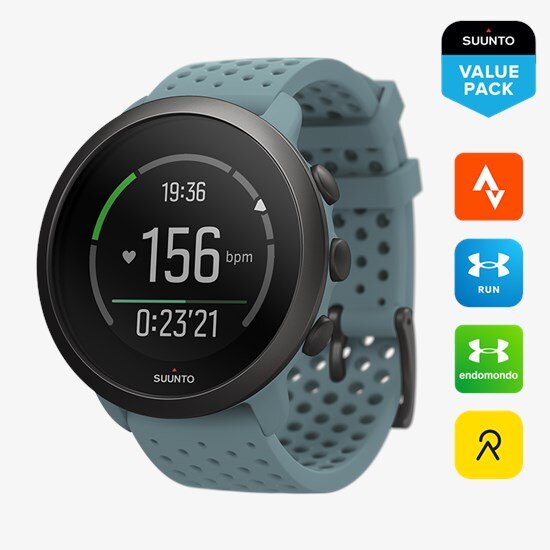 SUUNTO
VALUE
PACK
19:36
156 bpm
0:23'21
SUUNTO
RUN
endomondo